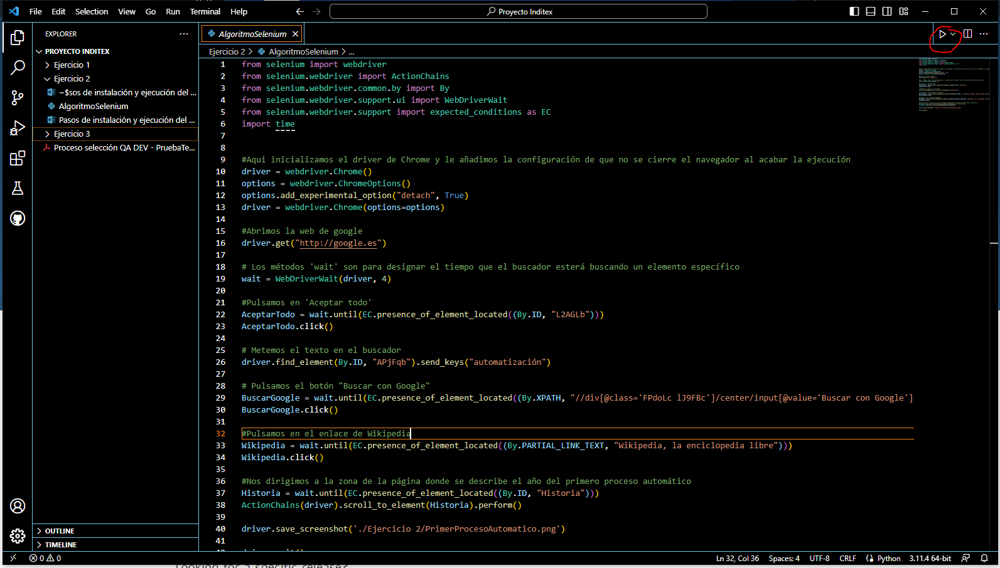 File Edit Selection View Go Run Terminal Help Proyecto Inditex
EXPLORER
PROYECTO INDITEX
Ejercicio 1
Ejercicio 2
~$sos de instalación y ejecución del ...
AlgoritmoSelenium
Pasos de instalación y ejecución del ...
Ejercicio 3
Proceso selección QA DEV - PruebaTe...
OUTLINE
TIMELINE
AlgoritmoSelenium
Ejercicio 2 > AlgoritmoSelenium > ...
1 from selenium import webdriver
2 from selenium.webdriver import ActionChains
3 from selenium.webdriver.common.by import By
4 from selenium.webdriver.support.ui import WebDriverWait
5 from selenium.webdriver.support import expected_conditions as EC
6 import time
7
8
9 #Aqui inicializamos el driver de Chrome y le añadimos la configuración de que no se cierre el navegador al acabar la ejecución
10 driver = webdriver.Chrome()
11 options = webdriver.ChromeOptions()
12 options.add_experimental_option("detach", True)
13 driver = webdriver.Chrome(options=options)
14
15 #Abrimos la web de google
16 driver.get("http://google.es")
17
18 # Los métodos 'wait' son para designar el tiempo que el buscador esterá buscando un elemento específico
19 wait = WebDriverWait(driver, 4)
20
21 #Pulsamos en 'Aceptar todo'
22 AceptarTodo = wait.until(EC.presence_of_element_located((By.ID, "L2AGLb")))
23 AceptarTodo.click()
24
25 # Metemos el texto en el buscador
26 driver.find_element(By.ID, "APjFqb").send_keys("automatización")
27
28 # Pulsamos el botón "Buscar con Google"
29 BuscarGoogle = wait.until(EC.presence_of_element_located((By.XPATH, "//div[@class='FPdoLc lJ9FBc']/center/input[@value='Buscar con Google']
30 BuscarGoogle.click()
31
32 #Pulsamos en el enlace de Wikipedia
33 Wikipedia = wait.until(EC.presence_of_element_located((By.PARTIAL_LINK_TEXT, "Wikipedia, la enciclopedia libre")))
34 Wikipedia.click()
35
36 #Nos dirigimos a la zona de la página donde se describe el año del primero proceso automático
37 Historia = wait.until(EC.presence_of_element_located((By.ID, "Historia")))
38 ActionChains(driver).scroll_to_element(Historia).perform()
39
40 driver.save_screenshot('./Ejercicio 2/PrimerProcesoAutomatico.png')
41
0 0 Ln 32, Col 36 Spaces: 4 UTF-8 CRLF Python 3.11.4 64-bit
Looking for a specific release?